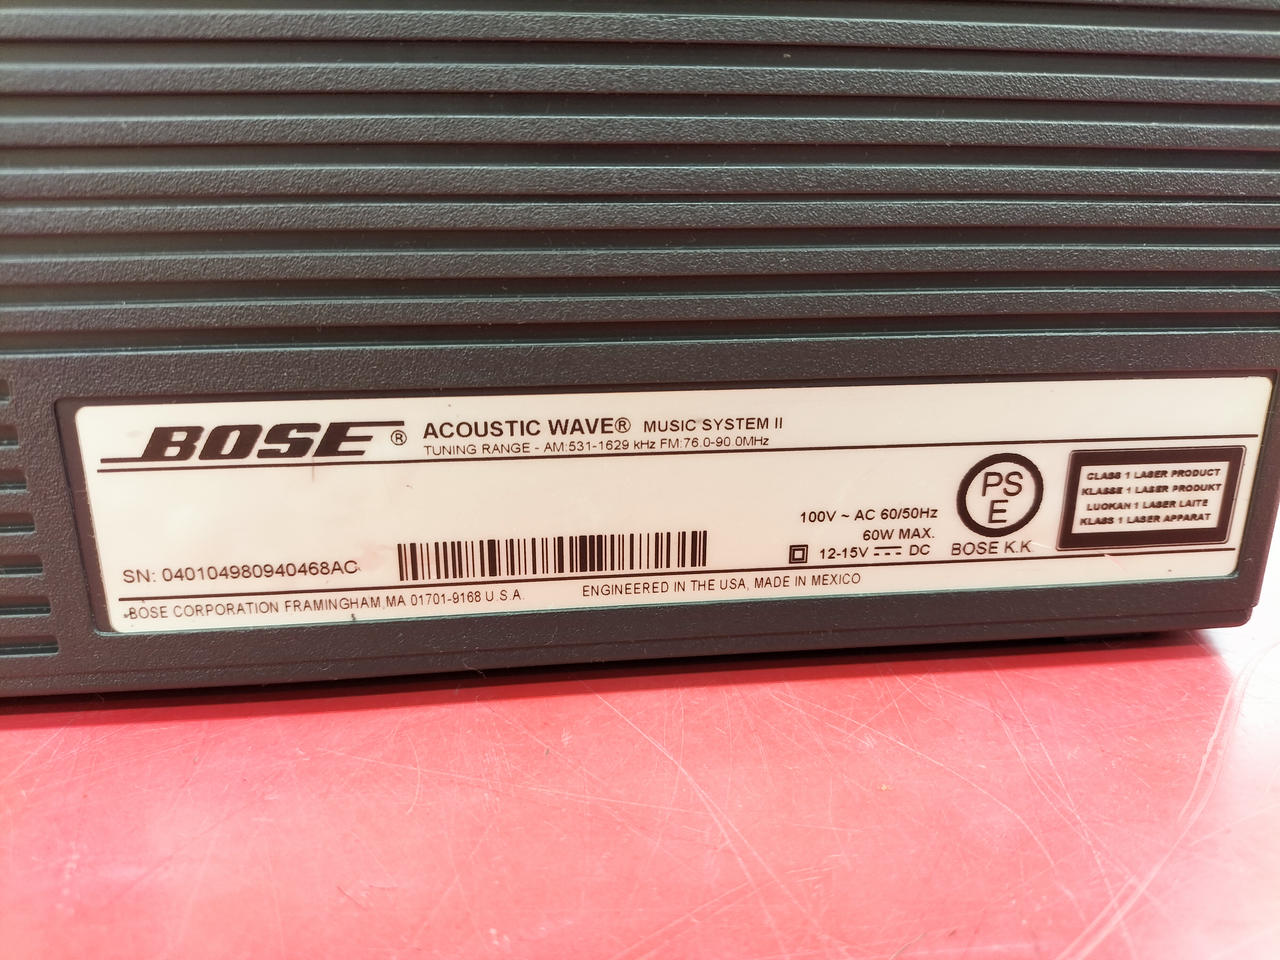 BOSE® ACOUSTIC WAVE® MUSIC SYSTEM II
TUNING RANGE - AM:531-1629 kHz FM:76.0-90.0MHz
SN: 040104980940468AC
100V ~ AC 60/50Hz
60W MAX.
12-15V ⎓ DC
PS
E
BOSE K.K.
CLASS 1 LASER PRODUCT
KLASSE 1 LASER PRODUKT
LUOKAN 1 LASER LAITE
KLASS 1 LASER APPARAT
BOSE CORPORATION FRAMINGHAM,MA 01701-9168 U.S.A.
ENGINEERED IN THE USA, MADE IN MEXICO